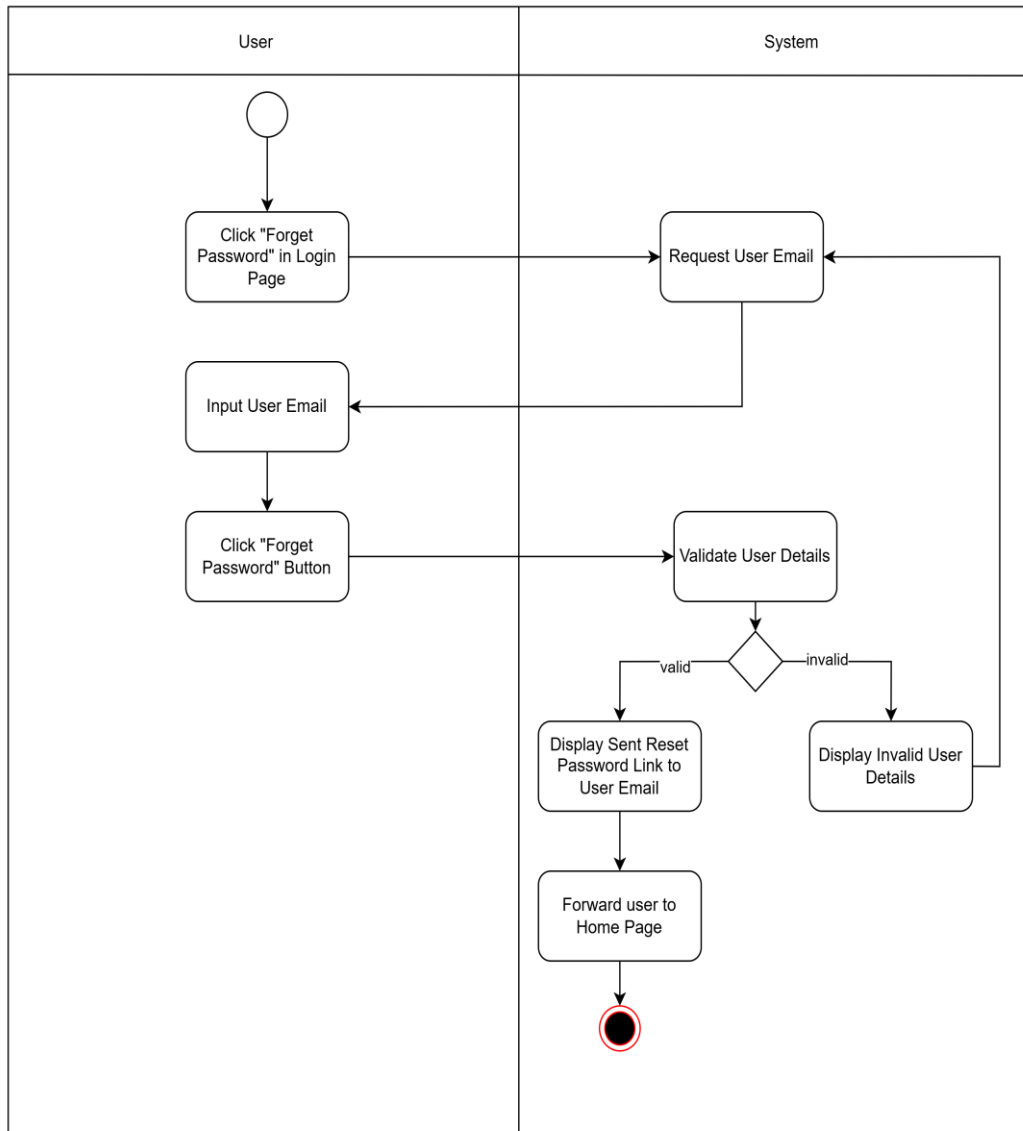 User
System
Click "Forget
Password" in Login
Page
Request User Email
Input User Email
Click "Forget
Password" Button
Validate User Details
valid
invalid
Display Sent Reset
Password Link to
User Email
Display Invalid User
Details
Forward user to
Home Page